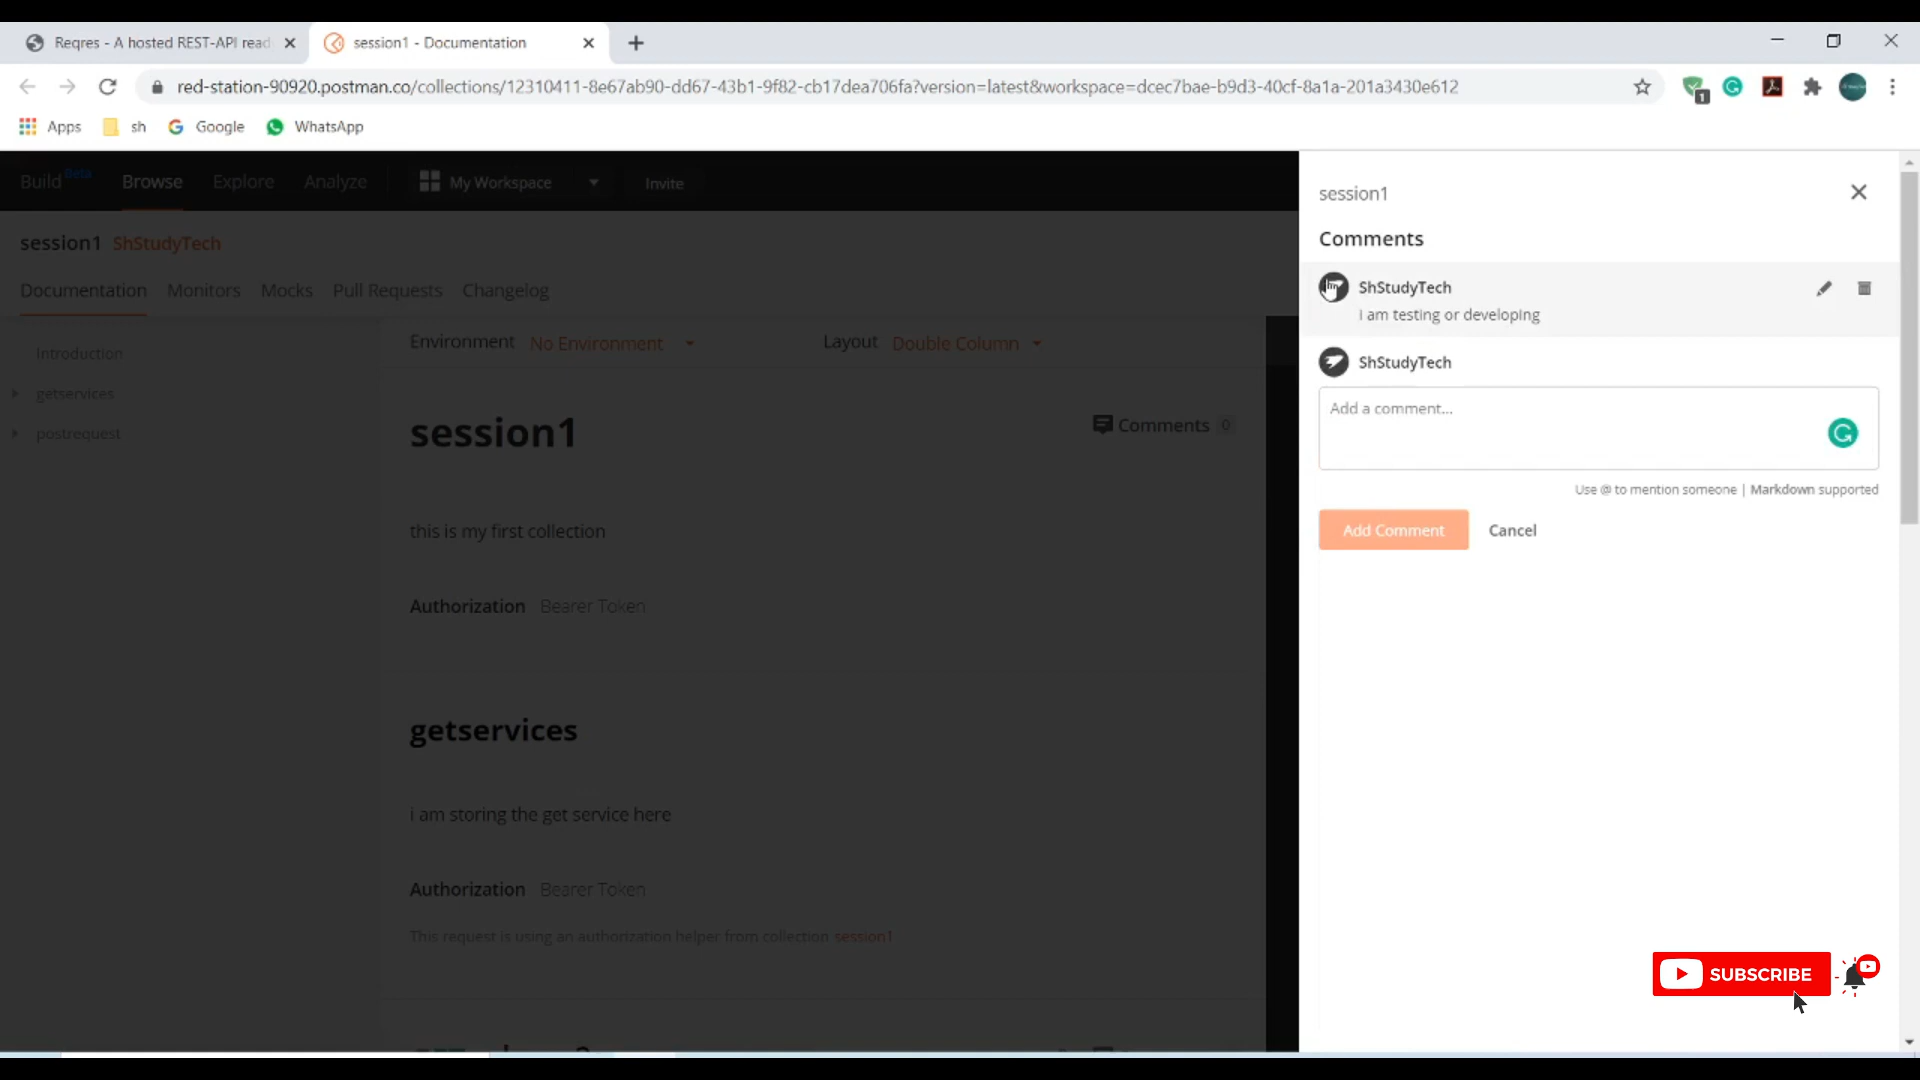 Reqres - A hosted REST-API read
session1 - Documentation
red-station-90920.postman.co/collections/12310411-8e67ab90-dd67-43b1-9f82-cb17dea706fa?version=latest&workspace=dcec7bae-b9d3-40cf-8a1a-201a3430e612
1
Apps sh Google WhatsApp
Build Beta Browse Explore Analyze My Workspace Invite
session1 ShStudyTech
Documentation Monitors Mocks Pull Requests Changelog
Introduction
getservices
postrequest
Environment No Environment Layout Double Column
session1
Comments 0
this is my first collection
Authorization Bearer Token
getservices
i am storing the get service here
Authorization Bearer Token
This request is using an authorization helper from collection session1
session1
Comments
ShStudyTech
i am testing or developing
ShStudyTech
Add a comment...
Use @ to mention someone | Markdown supported
Add Comment Cancel
SUBSCRIBE